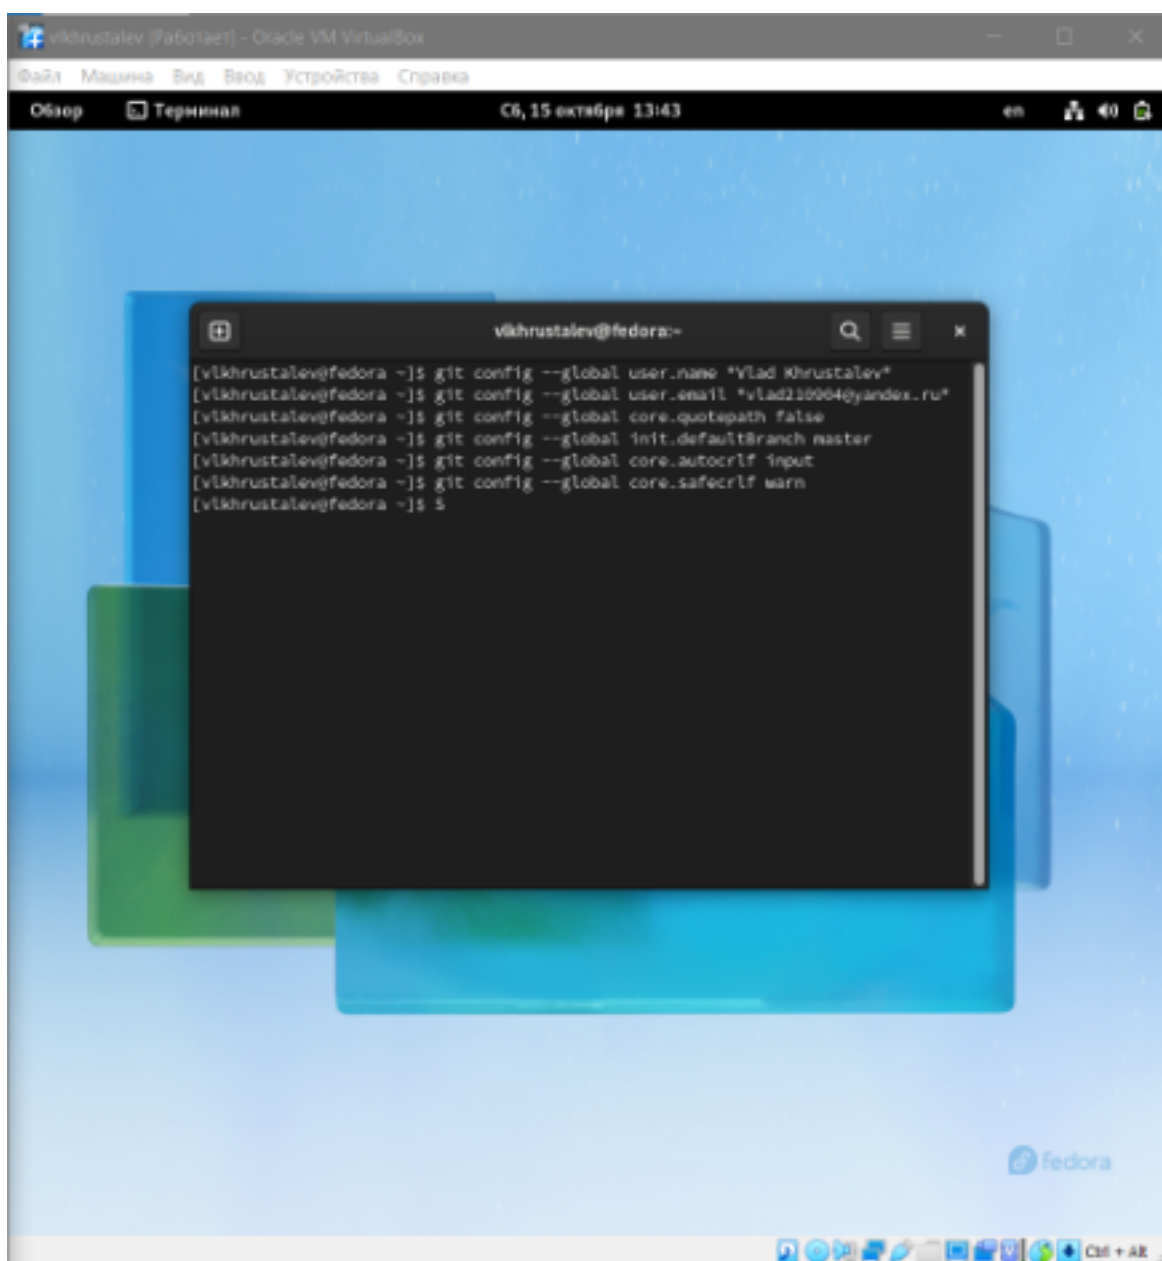 vlkhrustalev [Работает] - Oracle VM VirtualBox
Файл Машина Вид Ввод Устройства Справка
Обзор Терминал Сб, 15 октября 13:43 en
vlkhrustalev@fedora:~
[vlkhrustalev@fedora ~]$ git config --global user.name "Vlad Khrustalev"
[vlkhrustalev@fedora ~]$ git config --global user.email "vlad210904@yandex.ru"
[vlkhrustalev@fedora ~]$ git config --global core.quotepath false
[vlkhrustalev@fedora ~]$ git config --global init.defaultBranch master
[vlkhrustalev@fedora ~]$ git config --global core.autocrlf input
[vlkhrustalev@fedora ~]$ git config --global core.safecrlf warn
[vlkhrustalev@fedora ~]$ S
fedora
Ctrl + Alt